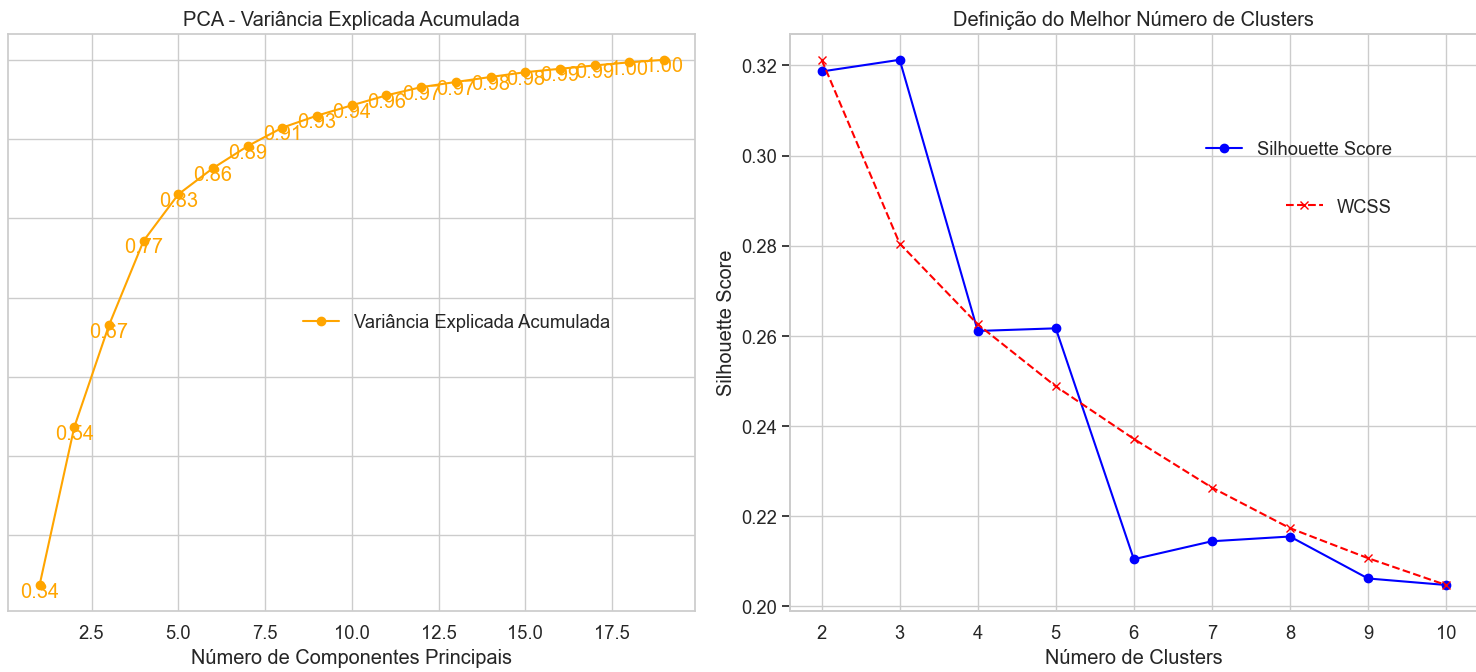 PCA - Variância Explicada Acumulada
0.34
0.54
0.67
0.77
0.83
0.86
0.89
0.91
0.93
0.94
0.96
0.97
0.97
0.98
0.98
0.99
0.99
1.00
1.00
Variância Explicada Acumulada
2.5 5.0 7.5 10.0 12.5 15.0 17.5
Número de Componentes Principais
Definição do Melhor Número de Clusters
Silhouette Score
0.32
0.30
0.28
0.26
0.24
0.22
0.20
Silhouette Score
WCSS
2 3 4 5 6 7 8 9 10
Número de Clusters